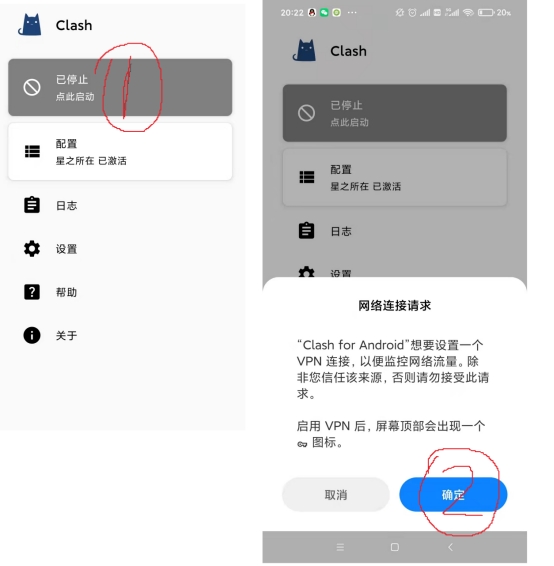 Clash
已停止
点此启动
1
配置
星之所在 已激活
日志
设置
帮助
关于
20:22
20%
Clash
已停止
点此启动
配置
星之所在 已激活
日志
设置
网络连接请求
“Clash for Android”想要设置一个
VPN 连接，以便监控网络流量。除
非您信任该来源，否则请勿接受此请
求。
启用 VPN 后，屏幕顶部会出现一个
图标。
取消
确定
2